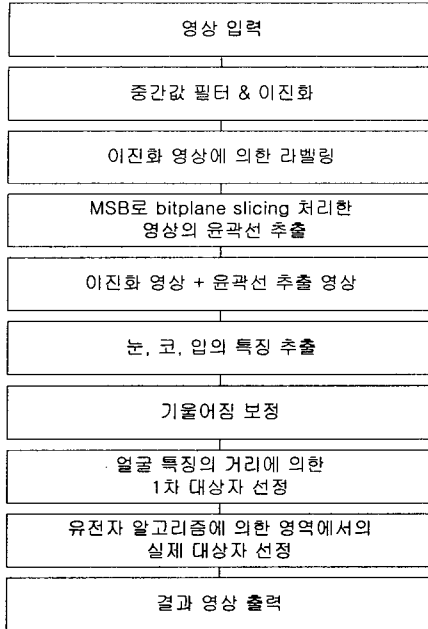 영상 입력
중간값 필터 & 이진화
이진화 영상에 의한 라벨링
MSB로 bitplane slicing 처리한
영상의 윤곽선 추출
이진화 영상 + 윤곽선 추출 영상
눈, 코, 입의 특징 추출
기울어짐 보정
얼굴 특징의 거리에 의한
1차 대상자 선정
유전자 알고리즘에 의한 영역에서의
실제 대상자 선정
결과 영상 출력